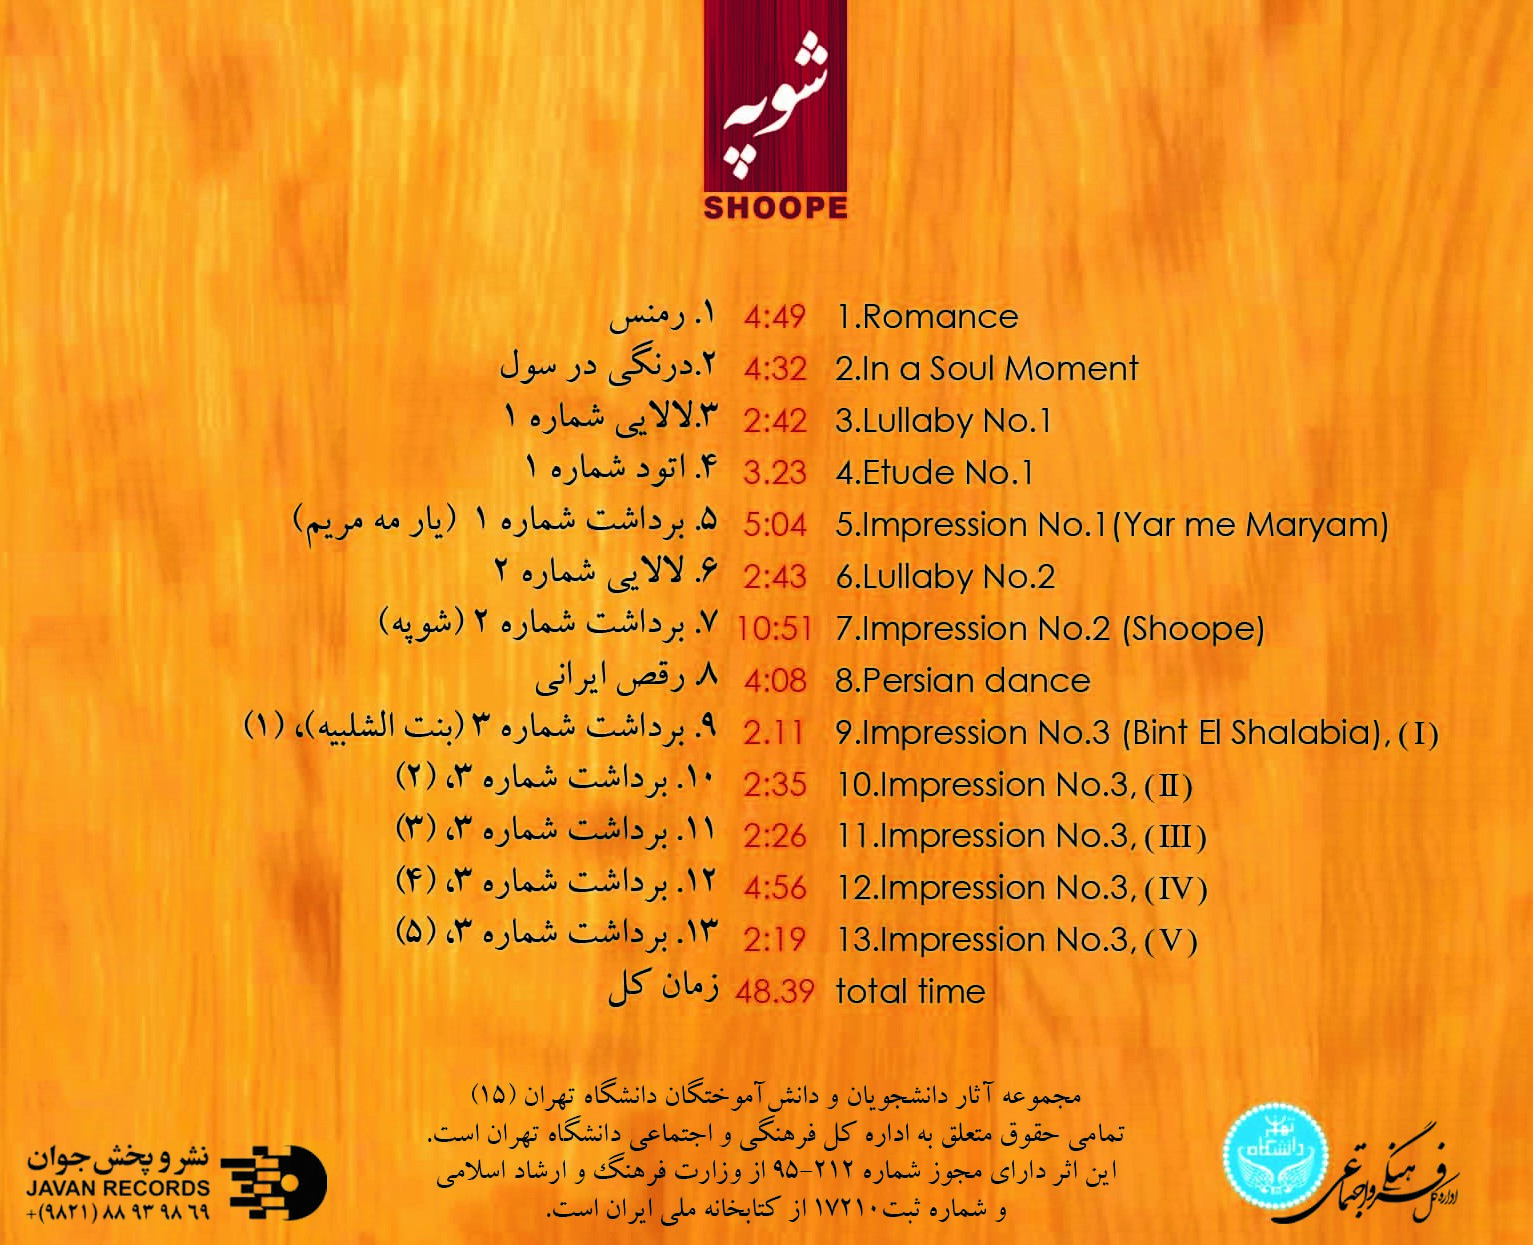 شوپه
SHOOPE
۱. رمنس 4:49 1.Romance
۲.درنگی در سول 4:32 2.In a Soul Moment
۳.لالایی شماره ۱ 2:42 3.Lullaby No.1
۴. اتود شماره ۱ 3.23 4.Etude No.1
۵. برداشت شماره ۱ (یار مه مریم) 5:04 5.Impression No.1(Yar me Maryam)
۶. لالایی شماره ۲ 2:43 6.Lullaby No.2
۷. برداشت شماره ۲ (شوپه) 10:51 7.Impression No.2 (Shoope)
۸. رقص ایرانی 4:08 8.Persian dance
۹. برداشت شماره ۳ (بنت الشلبیه)، (۱) 2.11 9.Impression No.3 (Bint El Shalabia), (I)
۱۰. برداشت شماره ۳، (۲) 2:35 10.Impression No.3, (II)
۱۱. برداشت شماره ۳، (۳) 2:26 11.Impression No.3, (III)
۱۲. برداشت شماره ۳، (۴) 4:56 12.Impression No.3, (IV)
۱۳. برداشت شماره ۳، (۵) 2:19 13.Impression No.3, (V)
زمان کل 48.39 total time
مجموعه آثار دانشجویان و دانش‌آموختگان دانشگاه تهران (۱۵)
تمامی حقوق متعلق به اداره کل فرهنگی و اجتماعی دانشگاه تهران است.
این اثر دارای مجوز شماره ۲۱۲-۹۵ از وزارت فرهنگ و ارشاد اسلامی
و شماره ثبت ۱۷۲۱۰ از کتابخانه ملی ایران است.
نشر و پخش جوان
JAVAN RECORDS
+(۹۸۲۱) ۸۸ ۹۳ ۹۸ ۶۹
دانشگاه تهران
اداره کل فرهنگی و اجتماعی